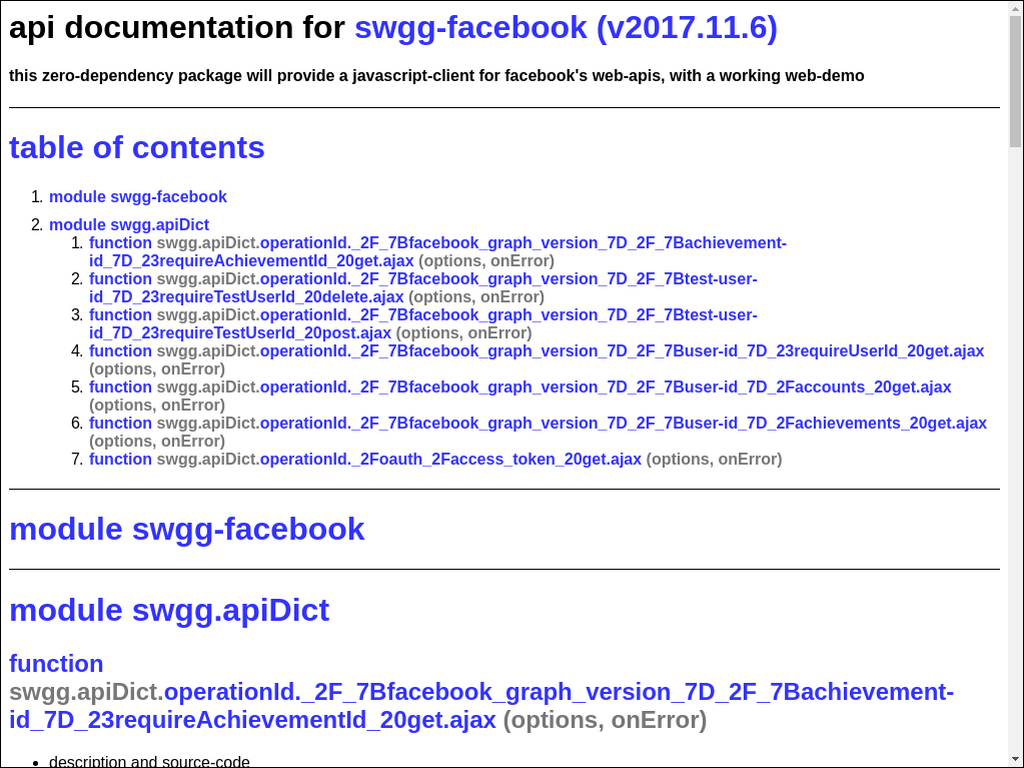 api documentation for swgg-facebook (v2017.11.6)
this zero-dependency package will provide a javascript-client for facebook's web-apis, with a working web-demo
table of contents
1. module swgg-facebook
2. module swgg.apiDict
1. function swgg.apiDict.operationId._2F_7Bfacebook_graph_version_7D_2F_7Bachievement-
id_7D_23requireAchievementId_20get.ajax (options, onError)
2. function swgg.apiDict.operationId._2F_7Bfacebook_graph_version_7D_2F_7Btest-user-
id_7D_23requireTestUserId_20delete.ajax (options, onError)
3. function swgg.apiDict.operationId._2F_7Bfacebook_graph_version_7D_2F_7Btest-user-
id_7D_23requireTestUserId_20post.ajax (options, onError)
4. function swgg.apiDict.operationId._2F_7Bfacebook_graph_version_7D_2F_7Buser-id_7D_23requireUserId_20get.ajax
(options, onError)
5. function swgg.apiDict.operationId._2F_7Bfacebook_graph_version_7D_2F_7Buser-id_7D_2Faccounts_20get.ajax
(options, onError)
6. function swgg.apiDict.operationId._2F_7Bfacebook_graph_version_7D_2F_7Buser-id_7D_2Fachievements_20get.ajax
(options, onError)
7. function swgg.apiDict.operationId._2Foauth_2Faccess_token_20get.ajax (options, onError)
module swgg-facebook
module swgg.apiDict
function
swgg.apiDict.operationId._2F_7Bfacebook_graph_version_7D_2F_7Bachievement-
id_7D_23requireAchievementId_20get.ajax (options, onError)
• description and source-code